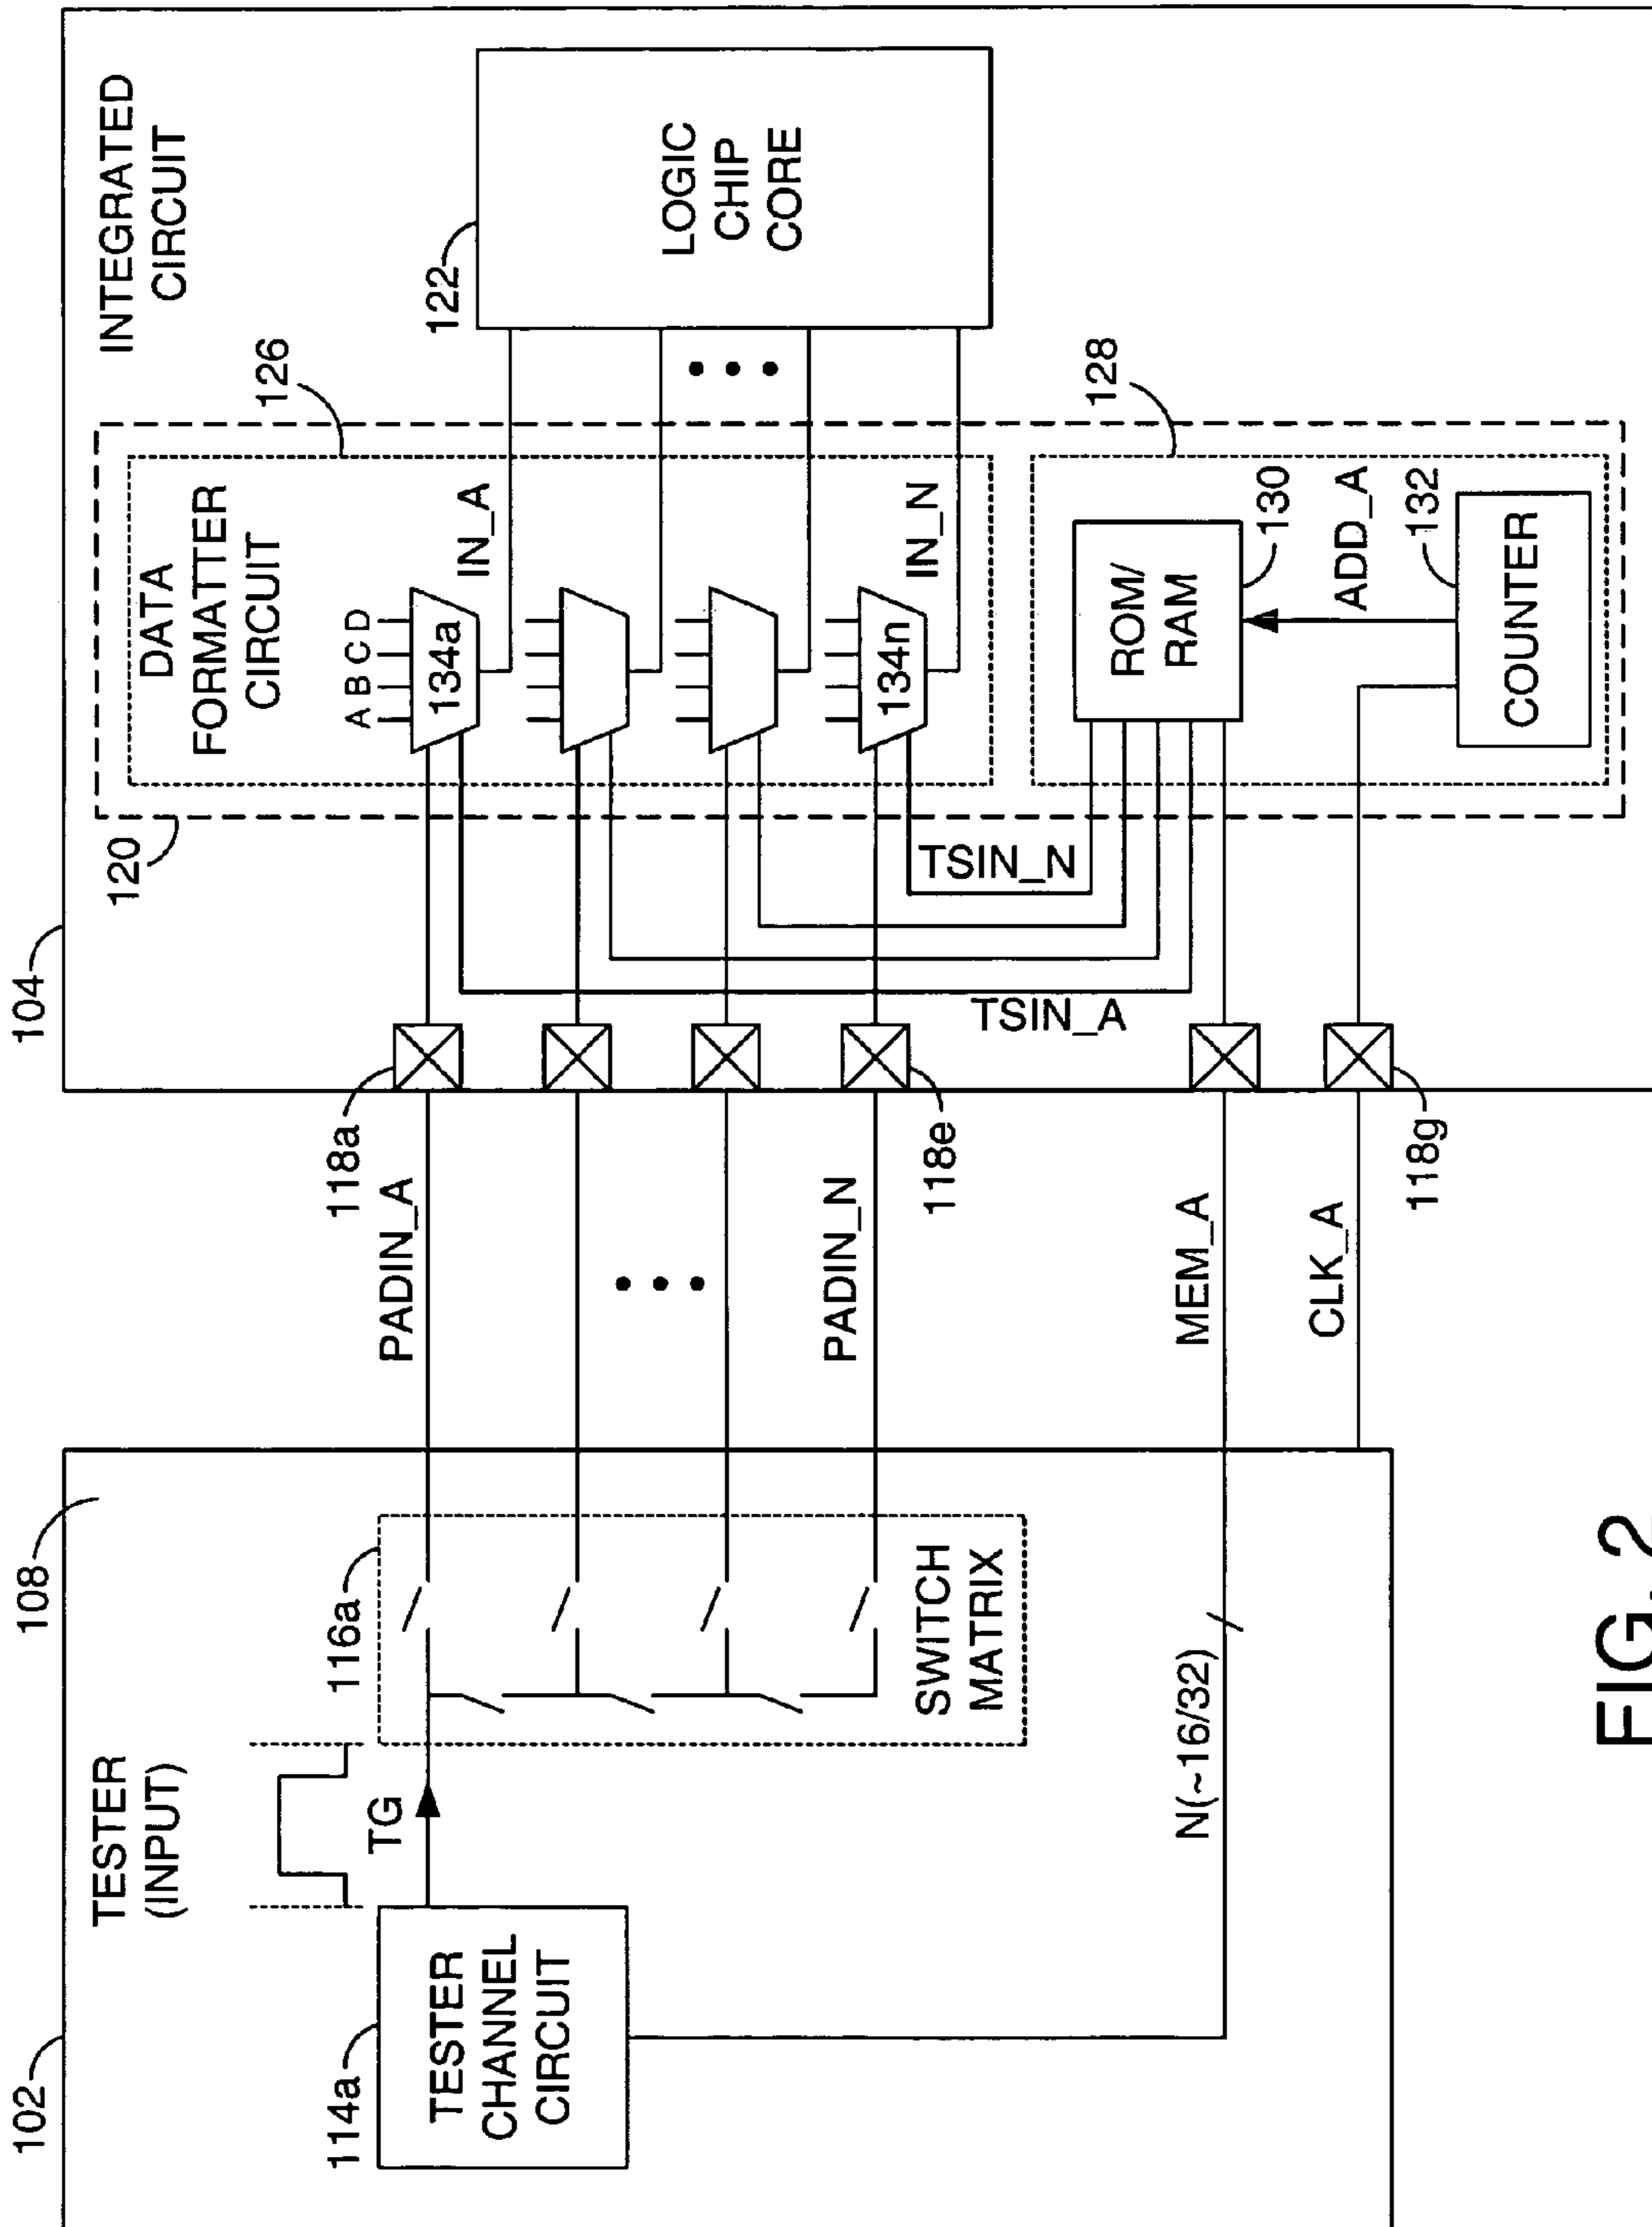 102
108
TESTER
(INPUT)
114a
TESTER
CHANNEL
CIRCUIT
TG
116a
SWITCH
MATRIX
N(~16/32)
PADIN_A
PADIN_N
MEM_A
CLK_A
118a
118e
118g
104
INTEGRATED
CIRCUIT
120
126
DATA
FORMATTER
CIRCUIT
A B C D
134a
IN_A
134n
IN_N
TSIN_N
TSIN_A
122
LOGIC
CHIP
CORE
128
ROM/
RAM
130
ADD_A
132
COUNTER
FIG. 2